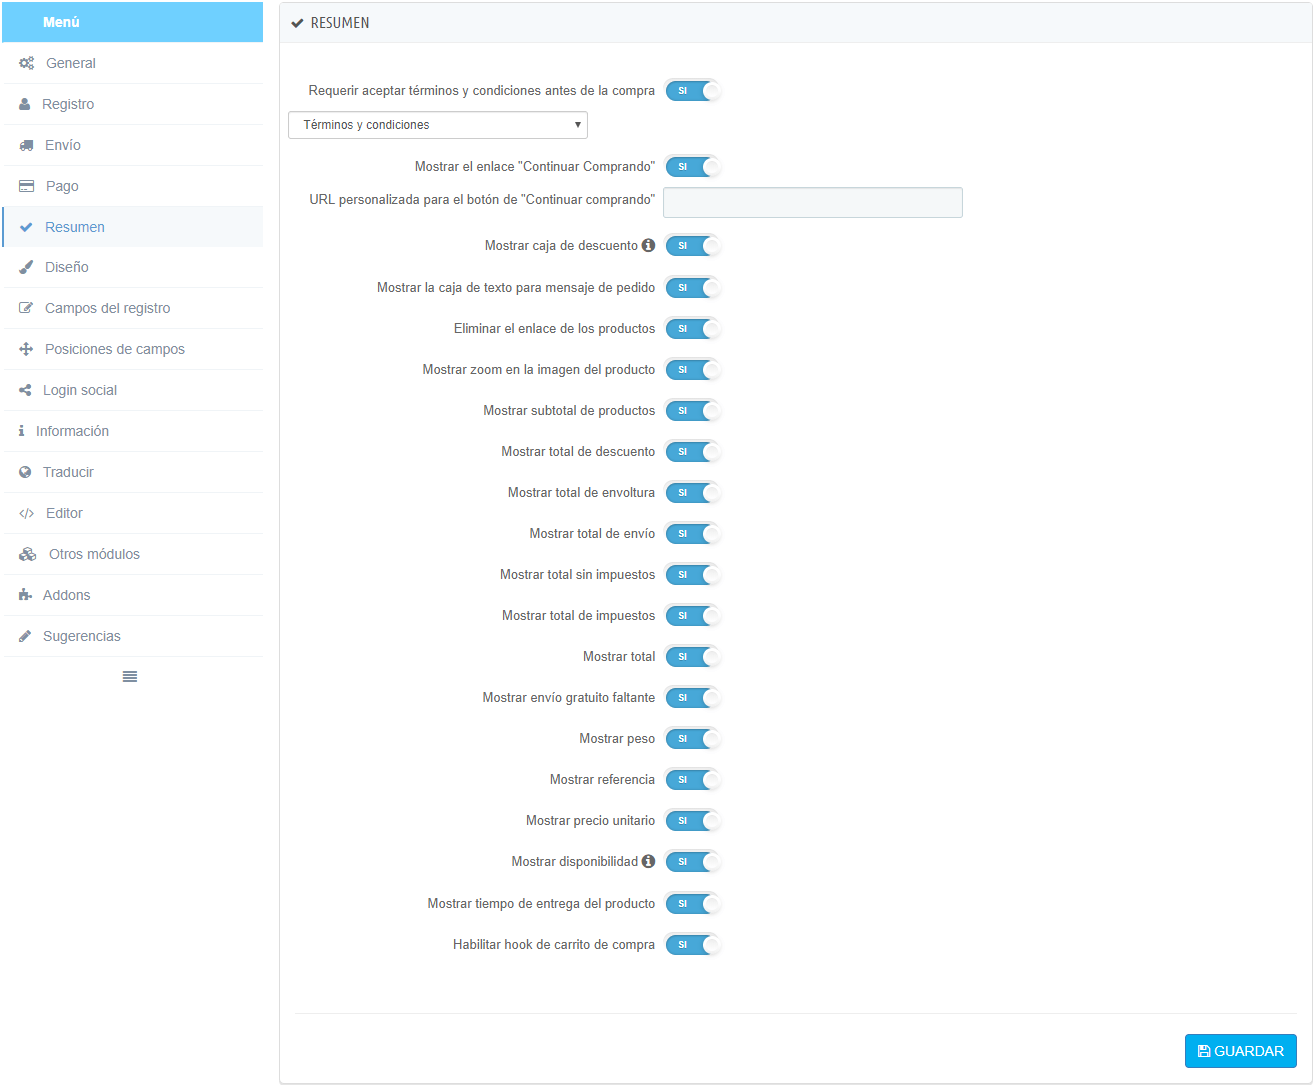 Menú
General
Registro
Envío
Pago
Resumen
Diseño
Campos del registro
Posiciones de campos
Login social
Información
Traducir
Editor
Otros módulos
Addons
Sugerencias
RESUMEN
Requerir aceptar términos y condiciones antes de la compra SI
Términos y condiciones
Mostrar el enlace "Continuar Comprando" SI
URL personalizada para el botón de "Continuar comprando"
Mostrar caja de descuento SI
Mostrar la caja de texto para mensaje de pedido SI
Eliminar el enlace de los productos SI
Mostrar zoom en la imagen del producto SI
Mostrar subtotal de productos SI
Mostrar total de descuento SI
Mostrar total de envoltura SI
Mostrar total de envío SI
Mostrar total sin impuestos SI
Mostrar total de impuestos SI
Mostrar total SI
Mostrar envío gratuito faltante SI
Mostrar peso SI
Mostrar referencia SI
Mostrar precio unitario SI
Mostrar disponibilidad SI
Mostrar tiempo de entrega del producto SI
Habilitar hook de carrito de compra SI
GUARDAR